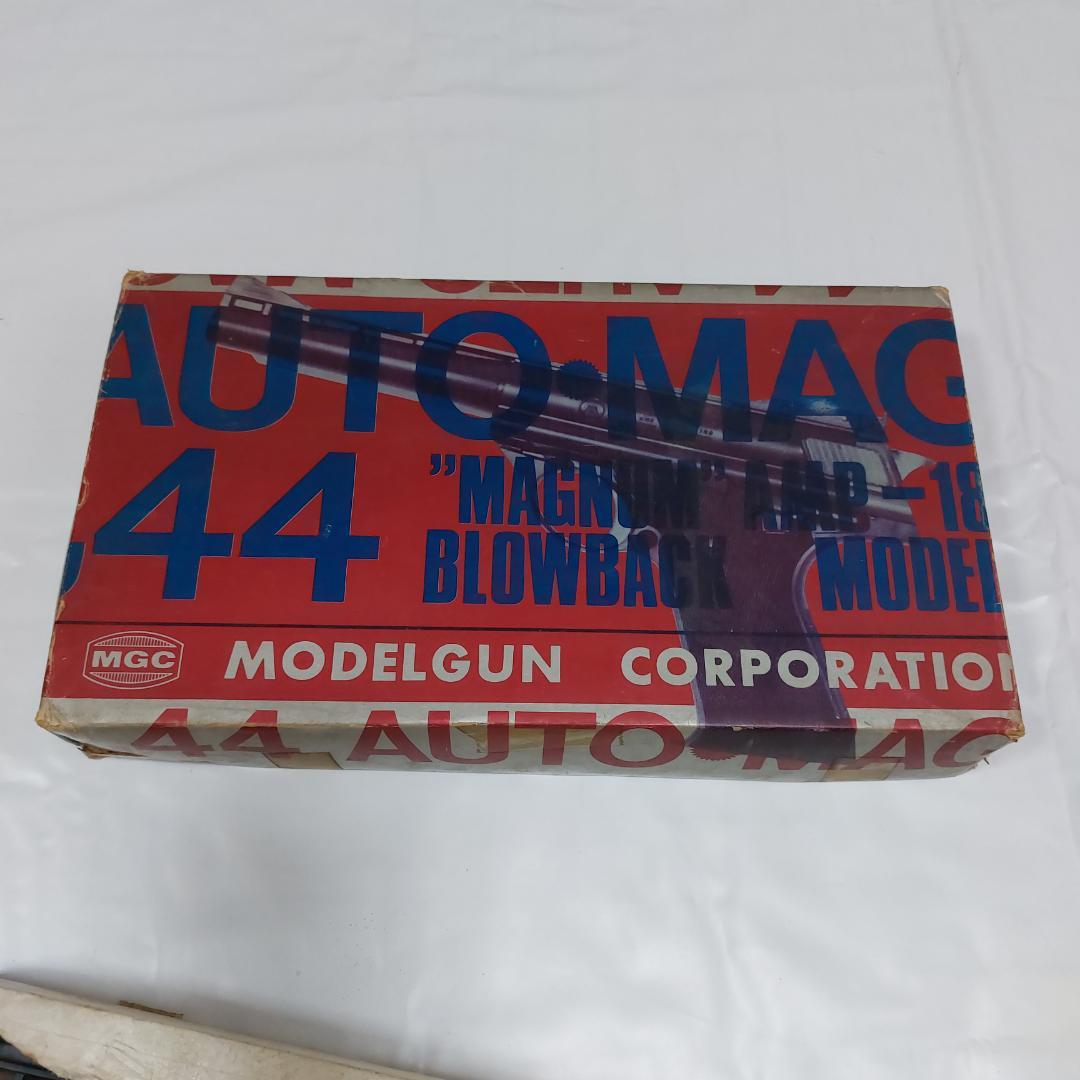 AUTO MAG
,44 "MAGNUM" AMP-18
BLOWBACK MODEL
MGC MODELGUN CORPORATION
44 AUTO MAG